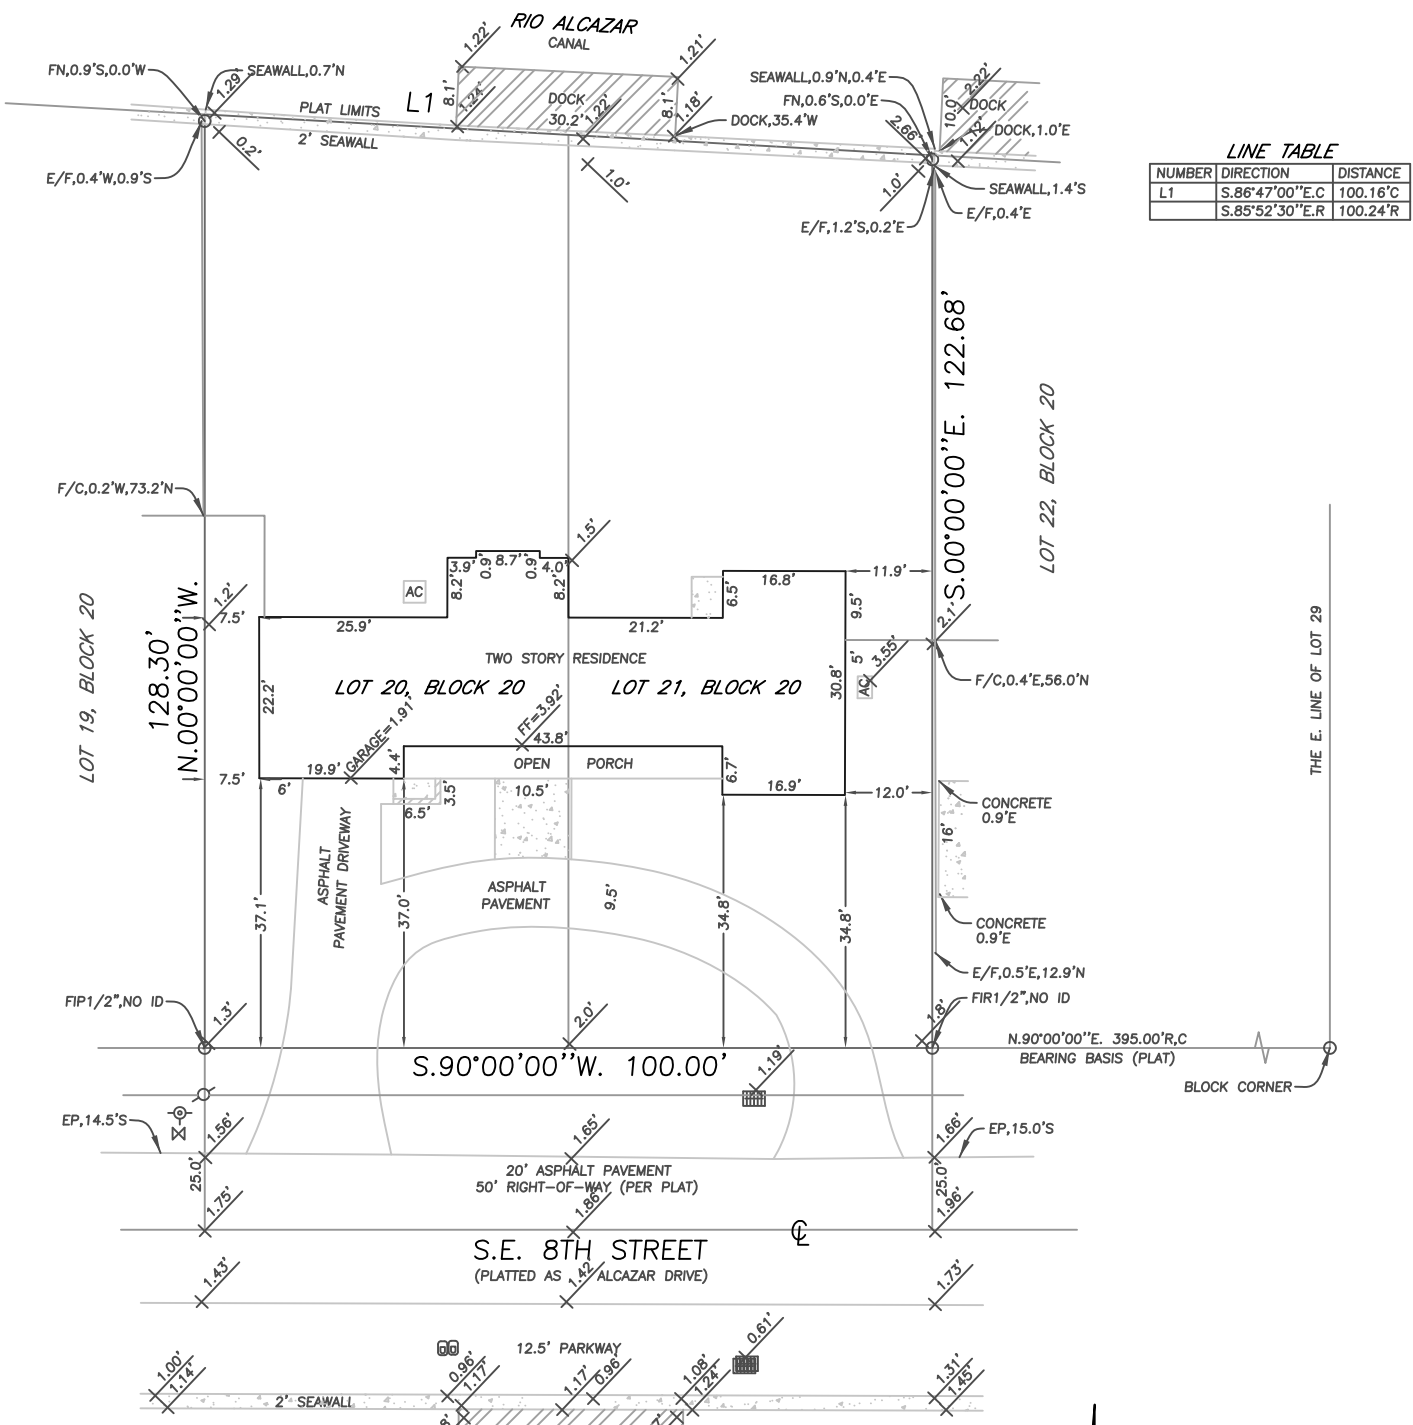 RIO ALCAZAR
CANAL
1.22'
1.21'
FN,0.9'S,0.0'W
1.29'
SEAWALL,0.7'N
SEAWALL,0.9'N,0.4'E
2.22'
8.1'
1.24'
DOCK
30.2'
1.22'
8.1'
1.18'
FN,0.6'S,0.0'E
10.0'
DOCK
PLAT LIMITS
L1
DOCK,35.4'W
2.66'
1.12'
DOCK,1.0'E
2' SEAWALL
0.2'
LINE TABLE
NUMBER DIRECTION DISTANCE
L1 S.86°47'00"E.C 100.16'C
S.85°52'30"E.R 100.24'R
E/F,0.4'W,0.9'S
1.0'
1.0'
SEAWALL,1.4'S
E/F,0.4'E
E/F,1.2'S,0.2'E
S.00°00'00"E. 122.68'
LOT 22, BLOCK 20
F/C,0.2'W,73.2'N
1.5'
3.9'
0.9'
8.7'
0.9'
4.0'
8.2'
8.2'
AC
11.9'
16.8'
6.5'
9.5'
1.2'
7.5'
25.9'
21.2'
2.1'
LOT 19, BLOCK 20
128.30'
N.00°00'00"W.
TWO STORY RESIDENCE
5'
3.55'
F/C,0.4'E,56.0'N
THE E. LINE OF LOT 29
LOT 20, BLOCK 20
LOT 21, BLOCK 20
30.8'
AC
22.2'
GARAGE=1.91'
FF=3.92'
43.8'
7.5'
19.9'
4.4'
OPEN PORCH
6.7'
6'
6.5'
3.5'
10.5'
16.9'
12.0'
CONCRETE
0.9'E
16'
ASPHALT
PAVEMENT DRIVEWAY
ASPHALT
PAVEMENT
9.5'
37.1'
37.0'
34.8'
34.8'
CONCRETE
0.9'E
E/F,0.5'E,12.9'N
FIP1/2",NO ID
1.3'
2.0'
1.8'
FIR1/2",NO ID
S.90°00'00"W. 100.00'
N.90°00'00"E. 395.00'R,C
BEARING BASIS (PLAT)
BLOCK CORNER
1.19'
EP,14.5'S
1.56'
1.65'
1.66'
EP,15.0'S
25.0'
20' ASPHALT PAVEMENT
50' RIGHT-OF-WAY (PER PLAT)
25.0'
1.75'
1.86'
1.96'
S.E. 8TH STREET
(PLATTED AS ALCAZAR DRIVE)
1.43'
1.42'
1.73'
12.5' PARKWAY
0.61'
1.00'
1.14'
0.96'
1.17'
1.17'
0.96'
1.08'
1.24'
1.31'
1.45'
2' SEAWALL